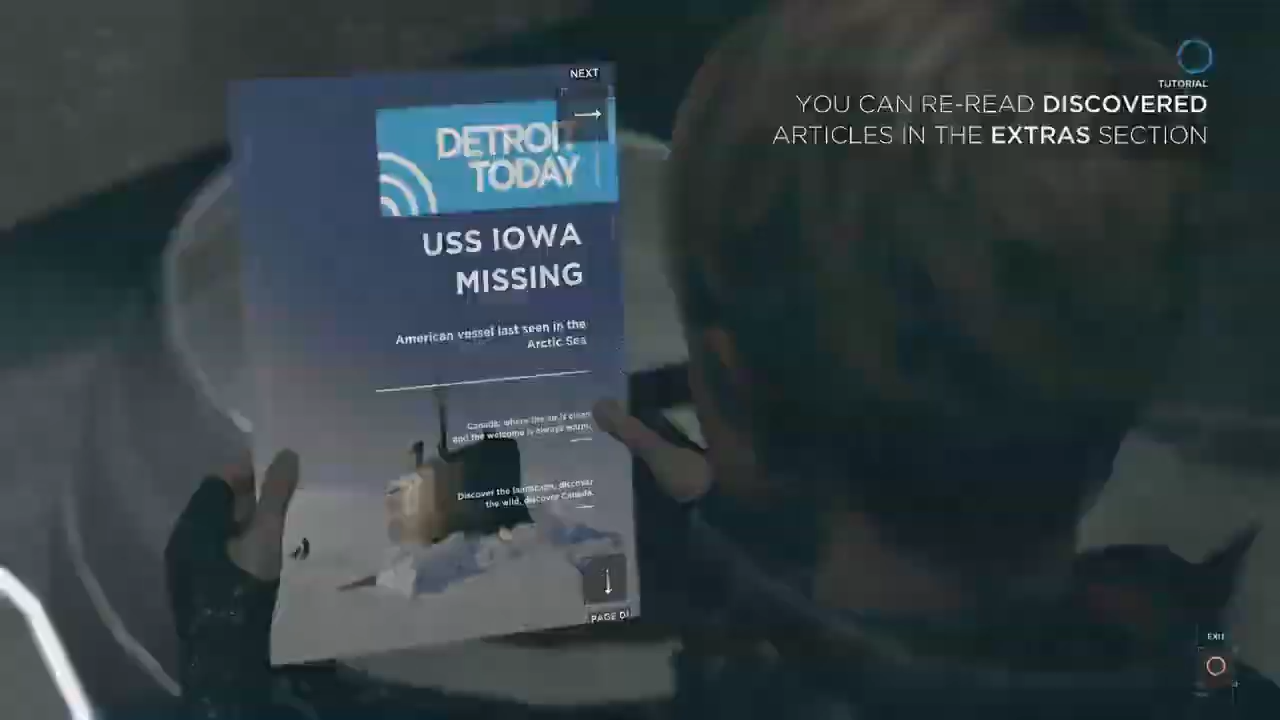 TUTORIAL
YOU CAN RE-READ DISCOVERED
ARTICLES IN THE EXTRAS SECTION
NEXT
DETROIT
TODAY
USS IOWA
MISSING
American vessel last seen in the
Arctic Sea
Canada: where the air is clean
and the welcome is always warm.
Discover the landscape, discover
the wild, discover Canada.
PAGE
EXIT